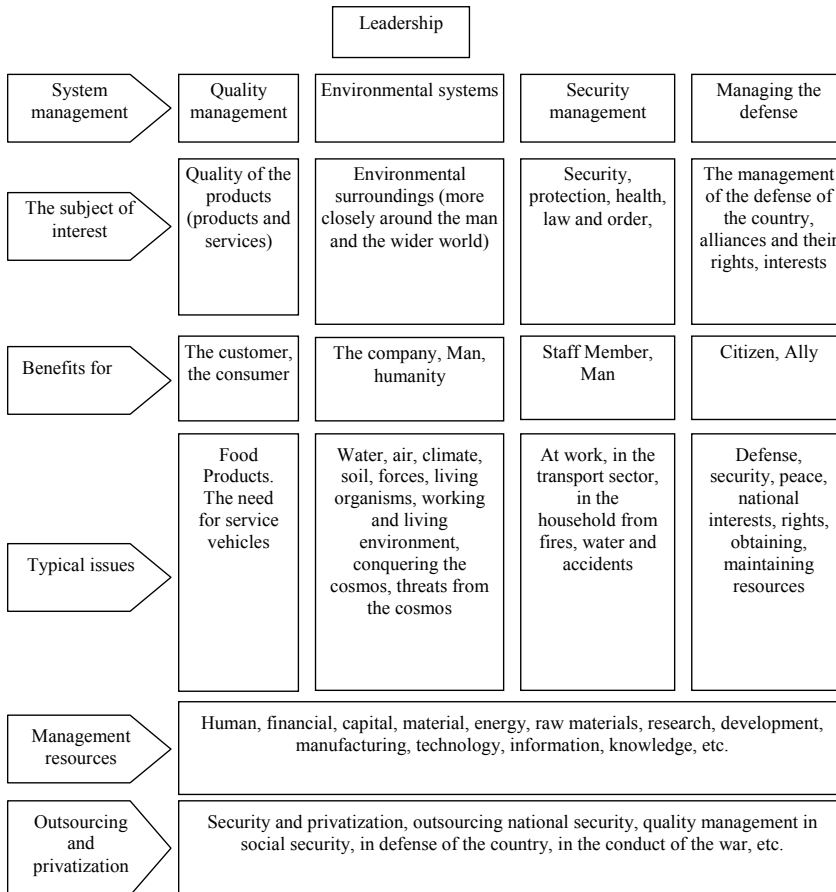 Leadership
System
management
Quality
management
Environmental systems
Security
management
Managing the
defense
The subject of
interest
Quality of the
products
(products and
services)
Environmental
surroundings (more
closely around the man
and the wider world)
Security,
protection, health,
law and order,
The management
of the defense of
the country,
alliances and their
rights, interests
Benefits for
The customer,
the consumer
The company, Man,
humanity
Staff Member,
Man
Citizen, Ally
Typical issues
Food
Products.
The need
for service
vehicles
Water, air, climate,
soil, forces, living
organisms, working
and living
environment,
conquering the
cosmos, threats from
the cosmos
At work, in the
transport sector,
in the
household from
fires, water and
accidents
Defense,
security, peace,
national
interests, rights,
obtaining,
maintaining
resources
Management
resources
Human, financial, capital, material, energy, raw materials, research, development,
manufacturing, technology, information, knowledge, etc.
Outsourcing
and
privatization
Security and privatization, outsourcing national security, quality management in
social security, in defense of the country, in the conduct of the war, etc.